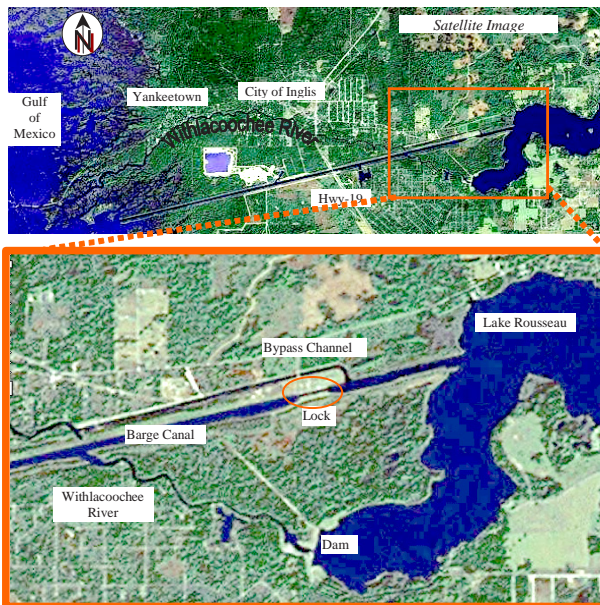 N
Satellite Image
Yankeetown
City of Inglis
Gulf
of
Mexico
Withlacoochee River
Hwy-19
Lake Rousseau
Bypass Channel
Lock
Barge Canal
Withlacoochee
River
Dam